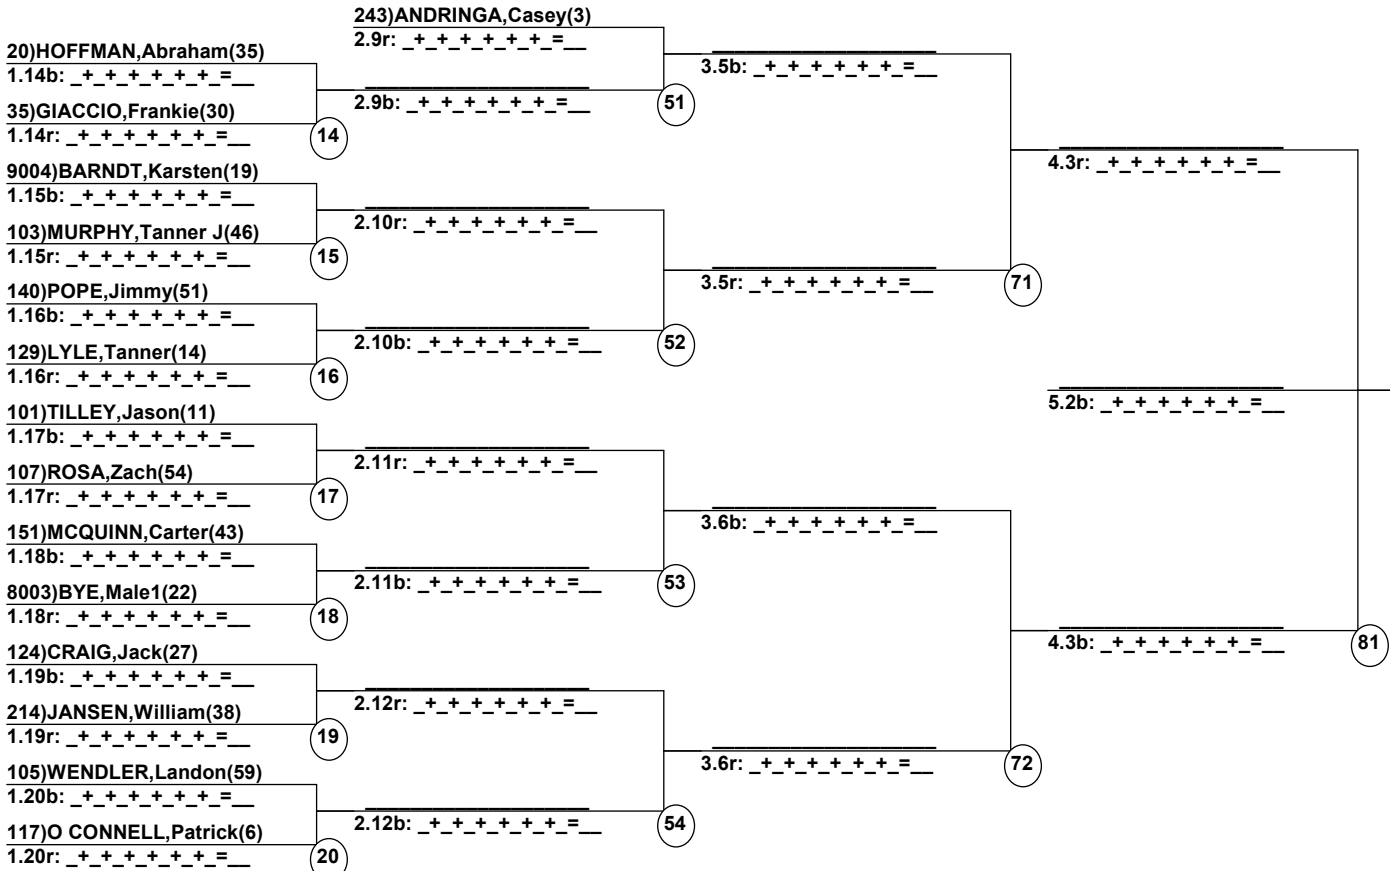 20)HOFFMAN,Abraham(35)
1.14b: _+_+_+_+_+_=__
35)GIACCIO,Frankie(30)
1.14r: _+_+_+_+_+_=__
14
9004)BARNDT,Karsten(19)
1.15b: _+_+_+_+_+_=__
103)MURPHY,Tanner J(46)
1.15r: _+_+_+_+_+_=__
15
140)POPE,Jimmy(51)
1.16b: _+_+_+_+_+_=__
129)LYLE,Tanner(14)
1.16r: _+_+_+_+_+_=__
16
101)TILLEY,Jason(11)
1.17b: _+_+_+_+_+_=__
107)ROSA,Zach(54)
1.17r: _+_+_+_+_+_=__
17
151)MCQUINN,Carter(43)
1.18b: _+_+_+_+_+_=__
8003)BYE,Male1(22)
1.18r: _+_+_+_+_+_=__
18
124)CRAIG,Jack(27)
1.19b: _+_+_+_+_+_=__
214)JANSEN,William(38)
1.19r: _+_+_+_+_+_=__
19
105)WENDLER,Landon(59)
1.20b: _+_+_+_+_+_=__
117)O CONNELL,Patrick(6)
1.20r: _+_+_+_+_+_=__
20
243)ANDRINGA,Casey(3)
2.9r: _+_+_+_+_+_=__
2.9b: _+_+_+_+_+_=__
51
2.10r: _+_+_+_+_+_=__
2.10b: _+_+_+_+_+_=__
52
2.11r: _+_+_+_+_+_=__
2.11b: _+_+_+_+_+_=__
53
2.12r: _+_+_+_+_+_=__
2.12b: _+_+_+_+_+_=__
54
3.5b: _+_+_+_+_+_=__
3.5r: _+_+_+_+_+_=__
71
3.6b: _+_+_+_+_+_=__
3.6r: _+_+_+_+_+_=__
72
4.3r: _+_+_+_+_+_=__
5.2b: _+_+_+_+_+_=__
4.3b: _+_+_+_+_+_=__
81